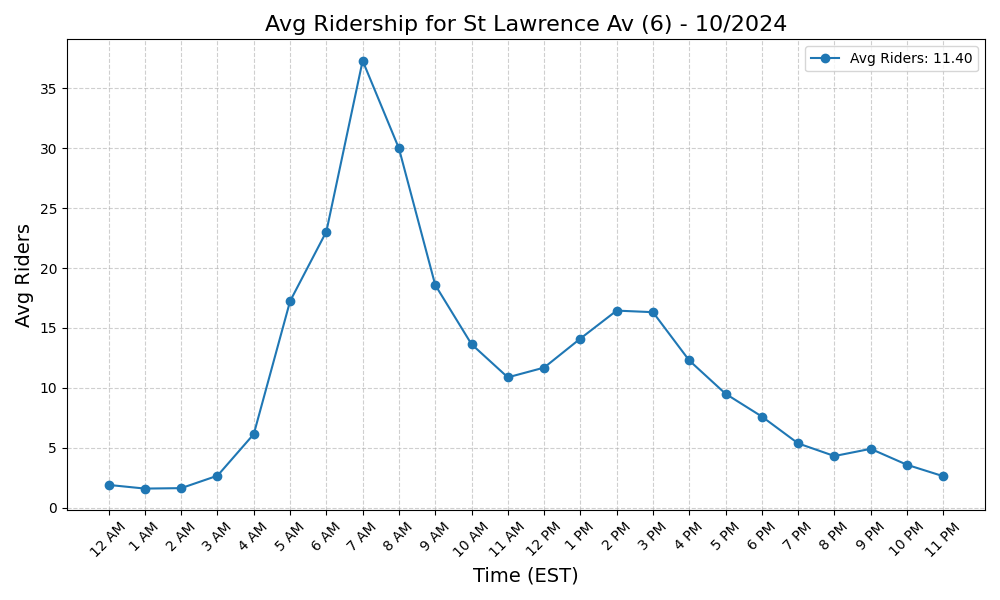 Avg Ridership for St Lawrence Av (6) - 10/2024
Avg Riders: 11.40
Avg Riders
35
30
25
20
15
10
5
0
12 AM
1 AM
2 AM
3 AM
4 AM
5 AM
6 AM
7 AM
8 AM
9 AM
10 AM
11 AM
12 PM
1 PM
2 PM
3 PM
4 PM
5 PM
6 PM
7 PM
8 PM
9 PM
10 PM
11 PM
Time (EST)